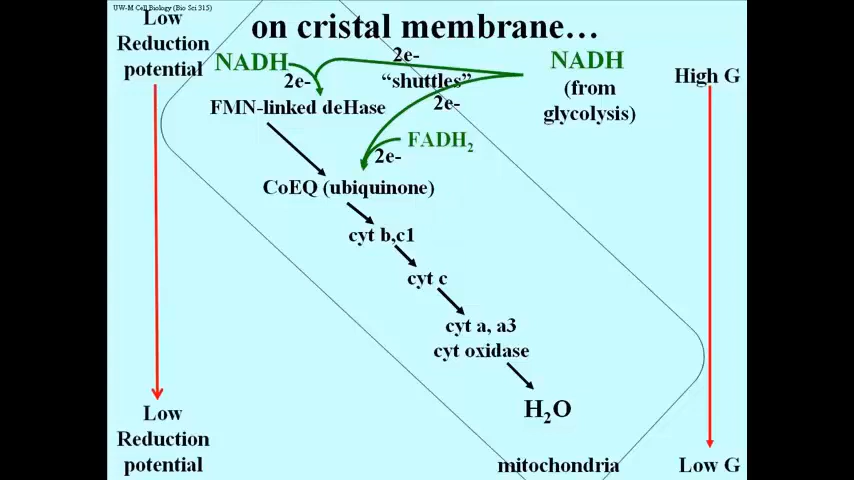 UW-M Cell Biology (Bio Sci 315)
on cristal membrane…
Low
Reduction
potential
NADH
2e-
2e-
"shuttles"
2e-
NADH
(from
glycolysis)
High G
FMN-linked deHase
FADH₂
2e-
CoEQ (ubiquinone)
cyt b,c1
cyt c
cyt a, a3
cyt oxidase
H₂O
Low
Reduction
potential
mitochondria
Low G